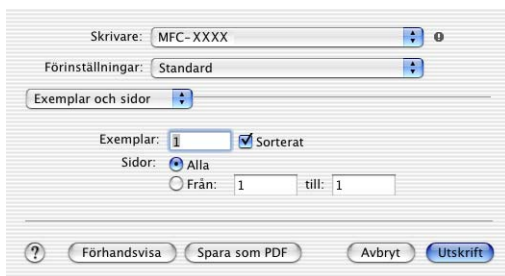 Skrivare: MFC-XXXX
Förinställningar: Standard
Exemplar och sidor
Exemplar: 1 Sorterat
Sidor: Alla
Från: 1 till: 1
? Förhandsvisa Spara som PDF Avbryt Utskrift